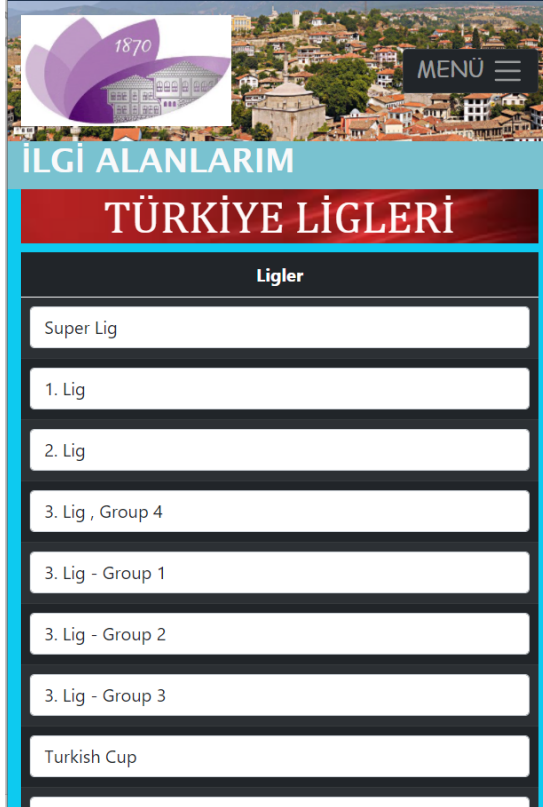 1870
MENÜ
İLGİ ALANLARIM
TÜRKİYE LİGLERİ
Ligler
Super Lig
1. Lig
2. Lig
3. Lig , Group 4
3. Lig - Group 1
3. Lig - Group 2
3. Lig - Group 3
Turkish Cup